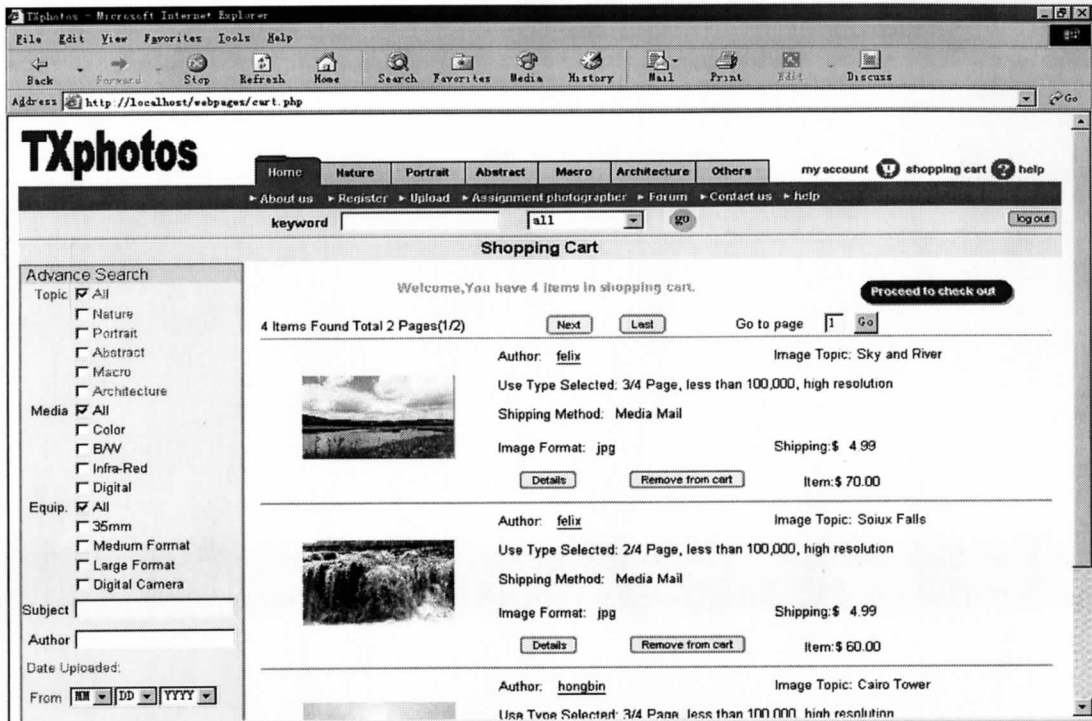 TXphotos - Microsoft Internet Explorer
File Edit View Favorites Tools Help
Back Forward Stop Refresh Home Search Favorites Media History Mail Print Edit Discuss
Address http://localhost/webpages/cart.php Go
TXphotos
Home Nature Portrait Abstract Macro Architecture Others my account shopping cart ? help
About us Register Upload Assignment photographer Forum Contact us help
keyword all go log out
Shopping Cart
Advance Search
Topic All
Nature
Portrait
Abstract
Macro
Architecture
Media All
Color
B/W
Infra-Red
Digital
Equip. All
35mm
Medium Format
Large Format
Digital Camera
Subject
Author
Date Uploaded:
From MM DD YYYY
Welcome,You have 4 items in shopping cart.
Proceed to check out
4 Items Found Total 2 Pages(1/2) Next Last Go to page 1 Go
Author: felix Image Topic: Sky and River
Use Type Selected: 3/4 Page, less than 100,000, high resolution
Shipping Method: Media Mail
Image Format: jpg Shipping:$ 4.99
Details Remove from cart Item:$ 70.00
Author: felix Image Topic: Soiux Falls
Use Type Selected: 2/4 Page, less than 100,000, high resolution
Shipping Method: Media Mail
Image Format: jpg Shipping:$ 4.99
Details Remove from cart Item:$ 60.00
Author: hongbin Image Topic: Cairo Tower
Use Type Selected: 3/4 Page, less than 100,000, high resolution